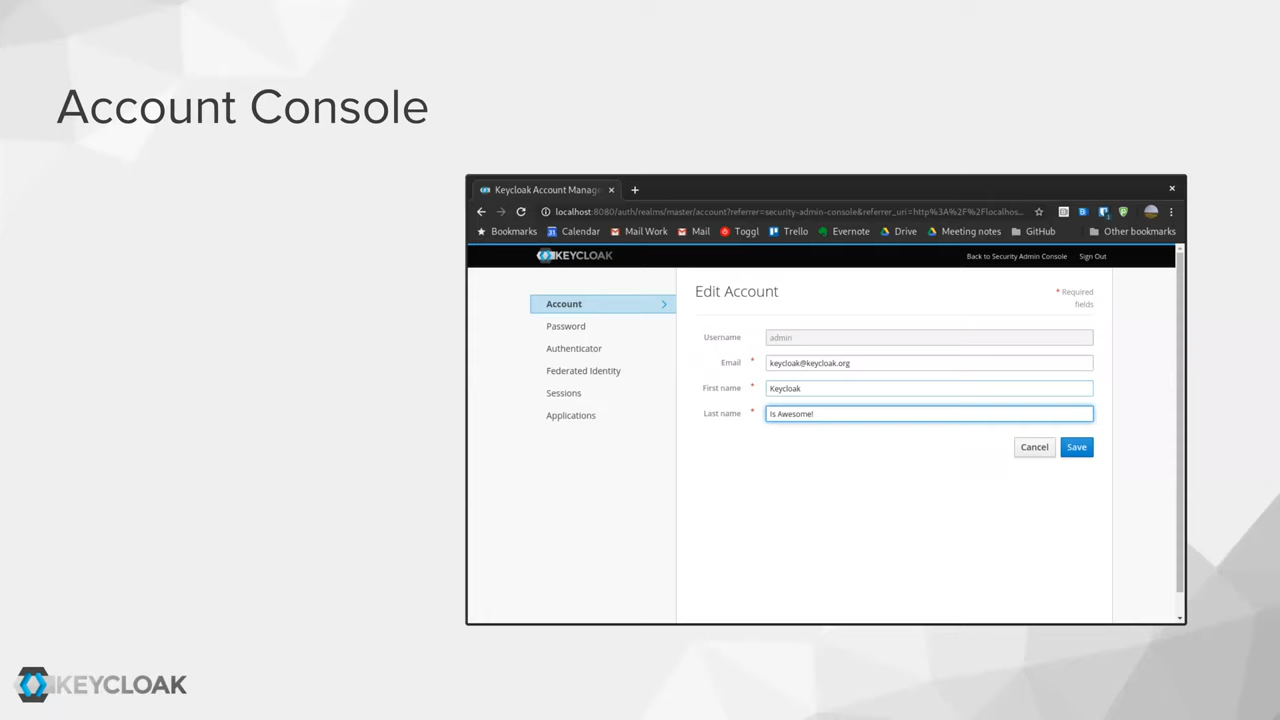 Account Console
Keycloak Account Manag
localhost:8080/auth/realms/master/account?referrer=security-admin-console&referrer_uri=http%3A%2F%2Flocalhos...
Bookmarks Calendar Mail Work Mail Toggl Trello Evernote Drive Meeting notes GitHub Other bookmarks
KEYCLOAK Back to Security Admin Console Sign Out
Account
Password
Authenticator
Federated Identity
Sessions
Applications
Edit Account
* Required
fields
Username admin
Email * keycloak@keycloak.org
First name * Keycloak
Last name * Is Awesome!
Cancel Save
KEYCLOAK